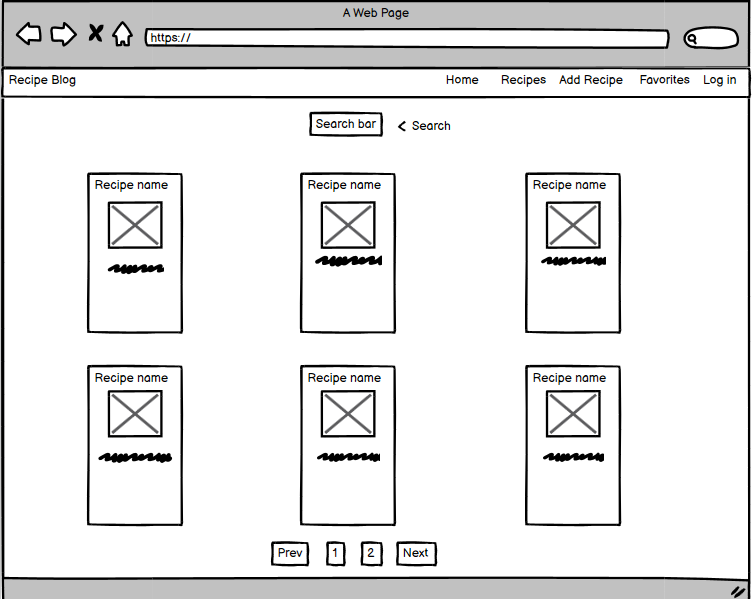 A Web Page
https://
Recipe Blog Home Recipes Add Recipe Favorites Log in
Search bar < Search
Recipe name Recipe name Recipe name
Recipe name Recipe name Recipe name
Prev 1 2 Next